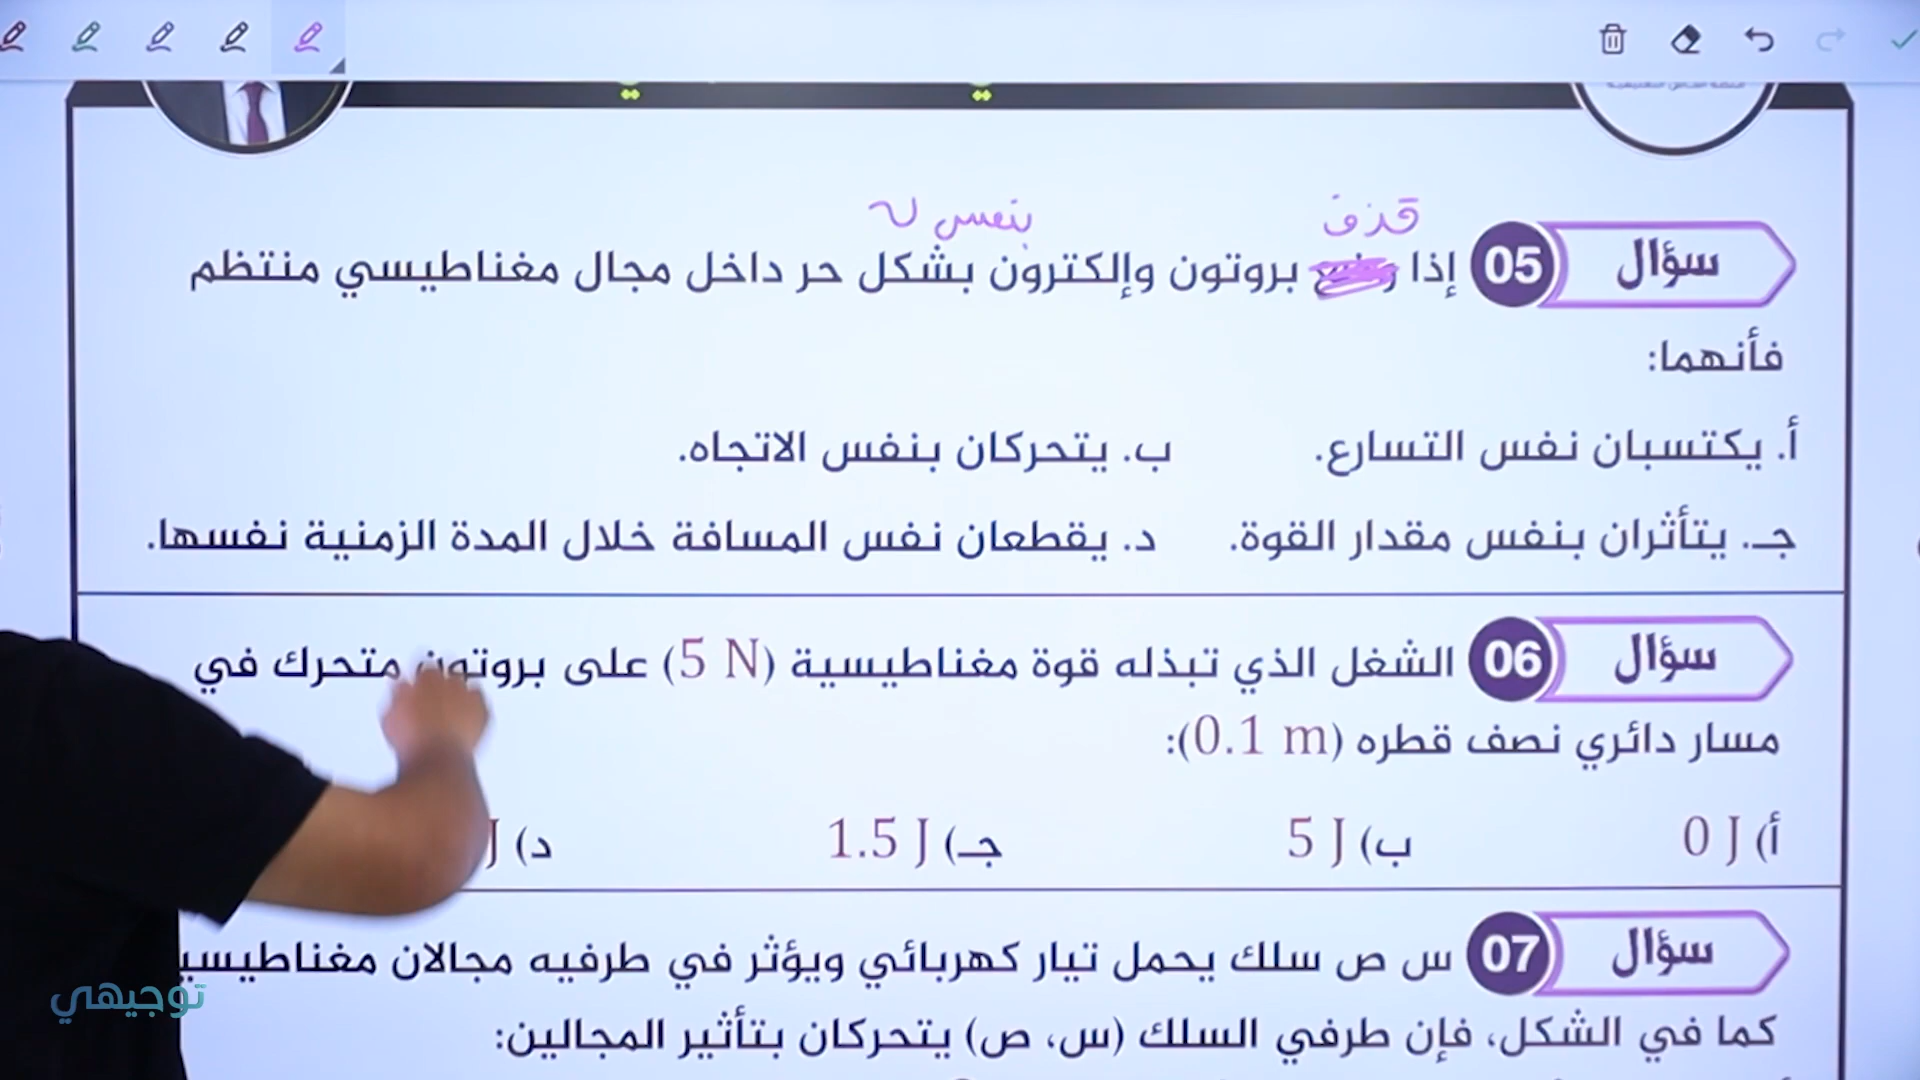 قذف
بنفس v
سؤال 05 إذا بروتون وإلكترون بشكل حر داخل مجال مغناطيسي منتظم
فأنهما:
أ. يكتسبان نفس التسارع. ب. يتحركان بنفس الاتجاه.
جـ. يتأثران بنفس مقدار القوة. د. يقطعان نفس المسافة خلال المدة الزمنية نفسها.
سؤال 06 الشغل الذي تبذله قوة مغناطيسية (5 N) على بروتون متحرك في
مسار دائري نصف قطره (0.1 m):
أ) 0 J ب) 5 J جـ) 1.5 J د) J
سؤال 07 س ص سلك يحمل تيار كهربائي ويؤثر في طرفيه مجالان
كما في الشكل، فإن طرفي السلك (س، ص) يتحركان بتأثير المجالين:
توجيهي